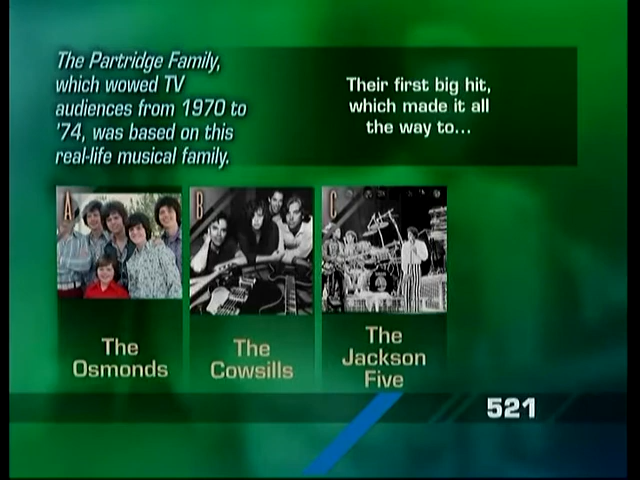 The Partridge Family,
which wowed TV
audiences from 1970 to
'74, was based on this
real-life musical family.
Their first big hit,
which made it all
the way to...
A
B
C
The
Osmonds
The
Cowsills
The
Jackson
Five
521